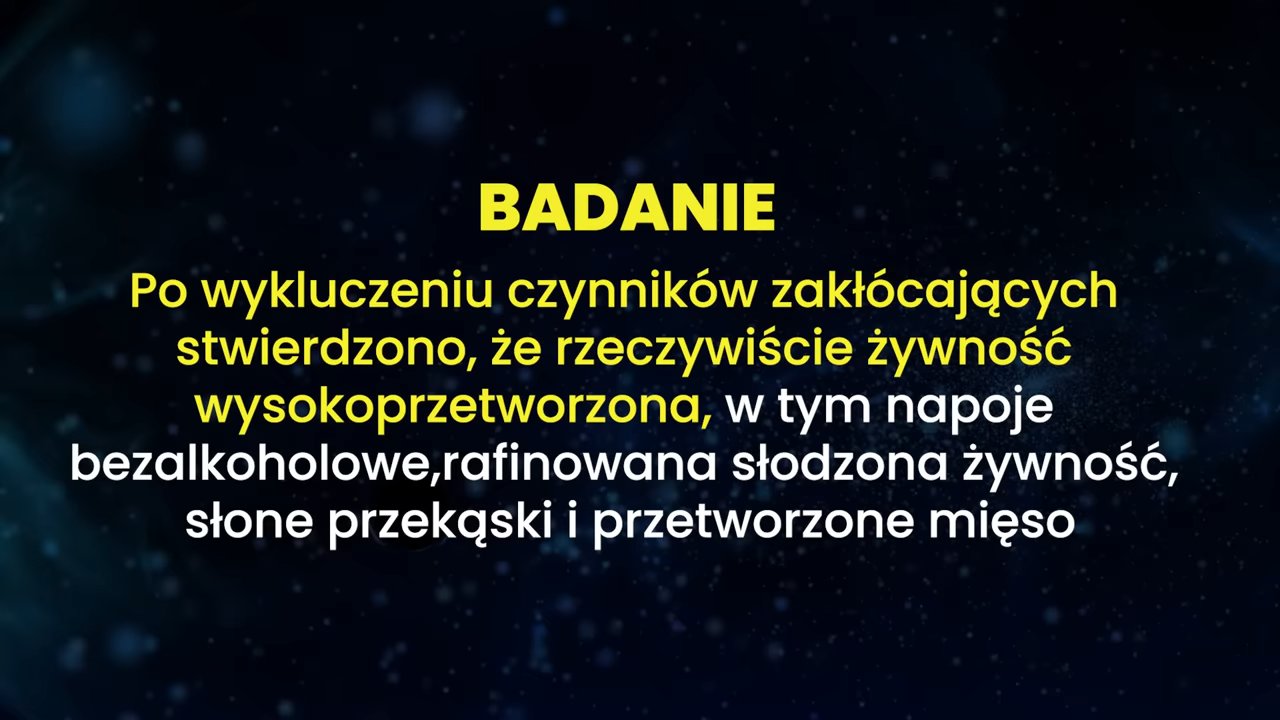 BADANIE
Po wykluczeniu czynników zakłócających
stwierdzono, że rzeczywiście żywność
wysokoprzetworzona, w tym napoje
bezalkoholowe,rafinowana słodzona żywność,
słone przekąski i przetworzone mięso